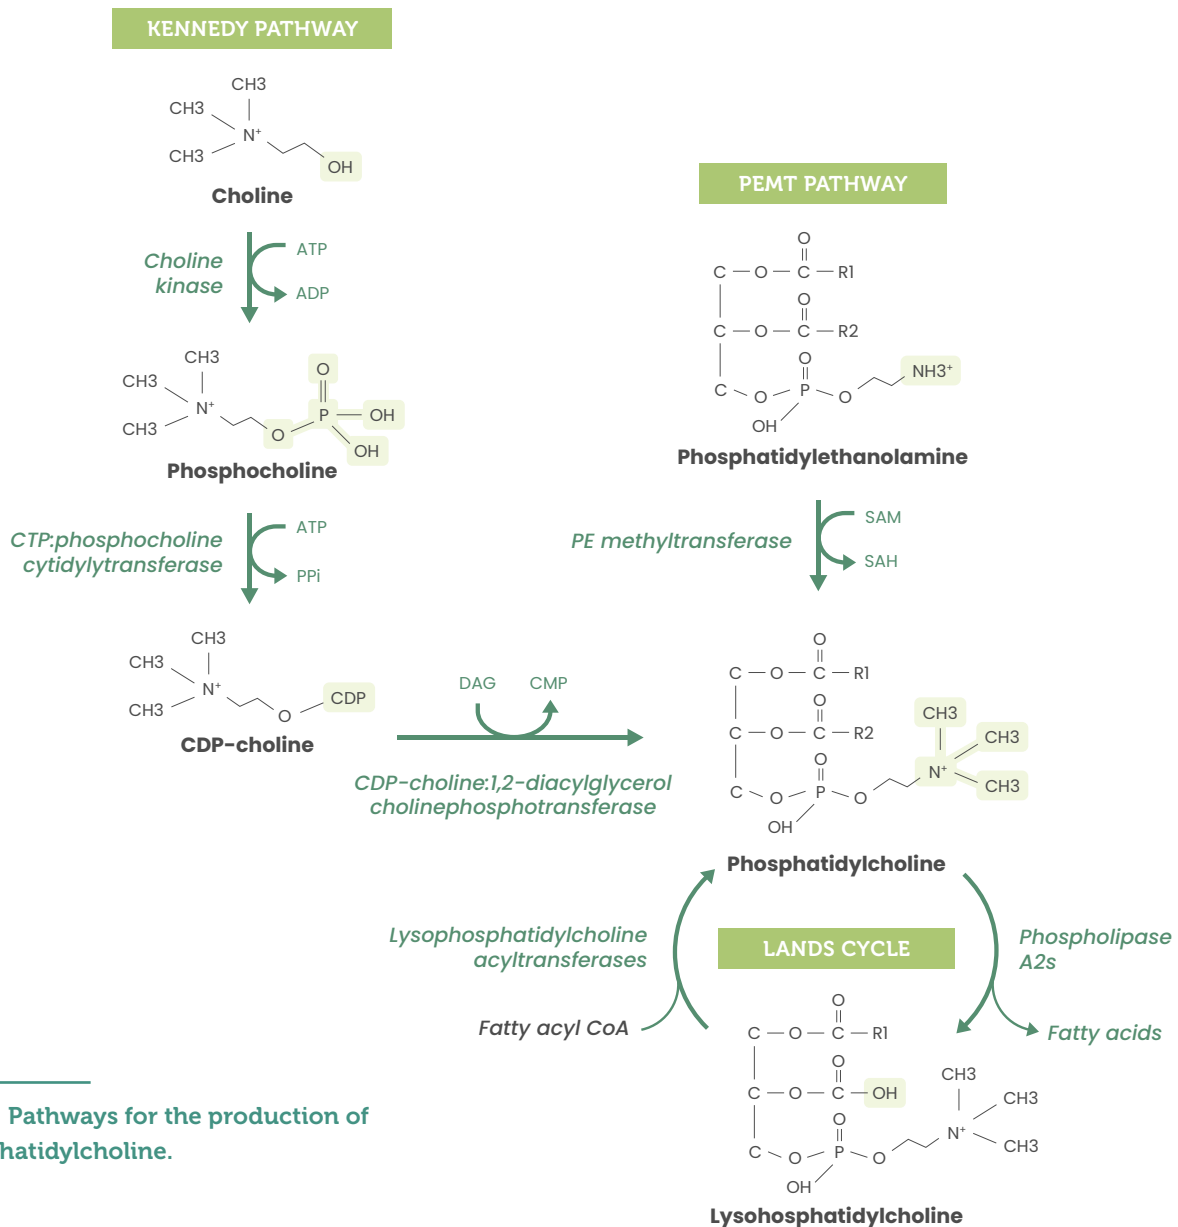 KENNEDY PATHWAY
CH3
CH3
N+
CH3
OH
Choline
Choline
kinase
ATP
ADP
CH3
CH3
N+
CH3
O
O
P
OH
OH
Phosphocholine
CTP:phosphocholine
cytidylytransferase
ATP
PPi
CH3
CH3
N+
CH3
O
CDP
CDP-choline
DAG
CMP
CDP-choline:1,2-diacylglycerol
cholinephosphotransferase
PEMT PATHWAY
O
C O C R1
O
C O C R2
O
C O P O NH3+
OH
Phosphatidylethanolamine
PE methyltransferase
SAM
SAH
O
C O C R1
O
C O C R2
O
C O P O N+
CH3
CH3
CH3
OH
Phosphatidylcholine
Lysophosphatidylcholine
acyltransferases
Fatty acyl CoA
LANDS CYCLE
Phospholipase
A2s
Fatty acids
O
C O C R1
O
C O C OH
O
C O P O N+
CH3
CH3
CH3
OH
Lysohosphatidylcholine
Pathways for the production of
hatidylcholine.